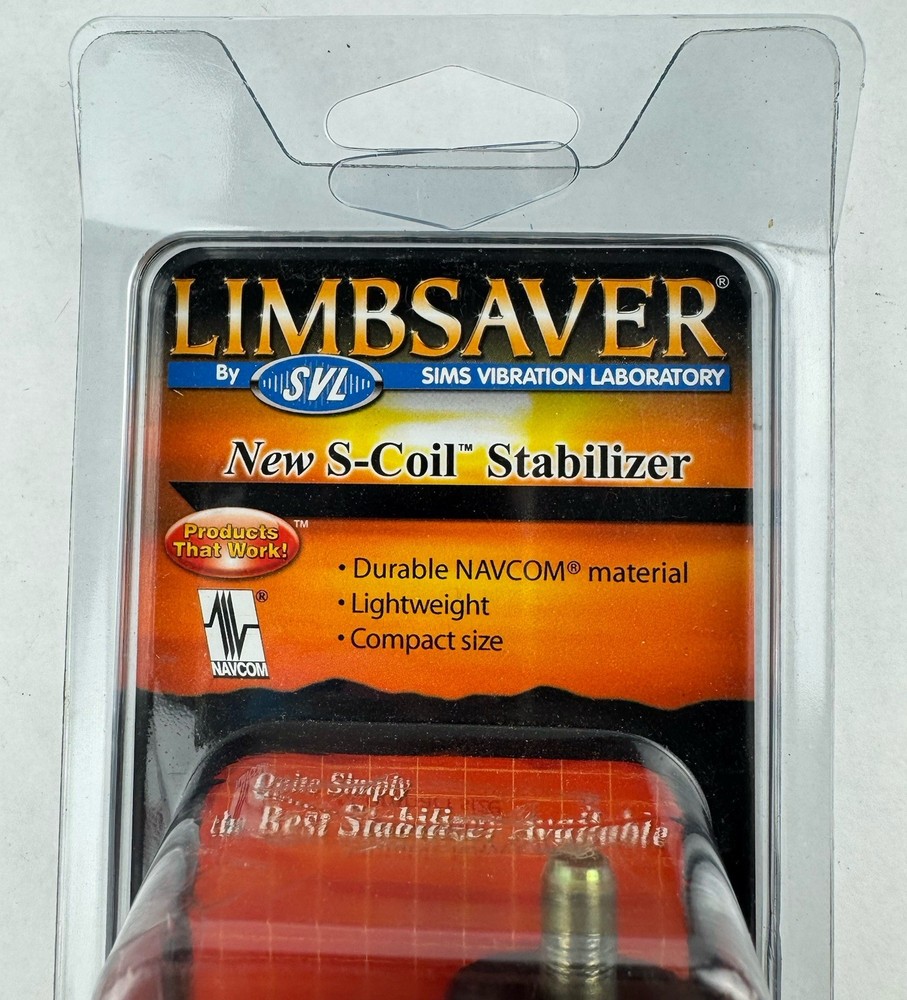 LIMBSAVER®
By SVL SIMS VIBRATION LABORATORY
New S-Coil™ Stabilizer
Products
That Work!™
• Durable NAVCOM® material
• Lightweight
• Compact size
®
NAVCOM
Quite Simply
the Best Stabilizer Available